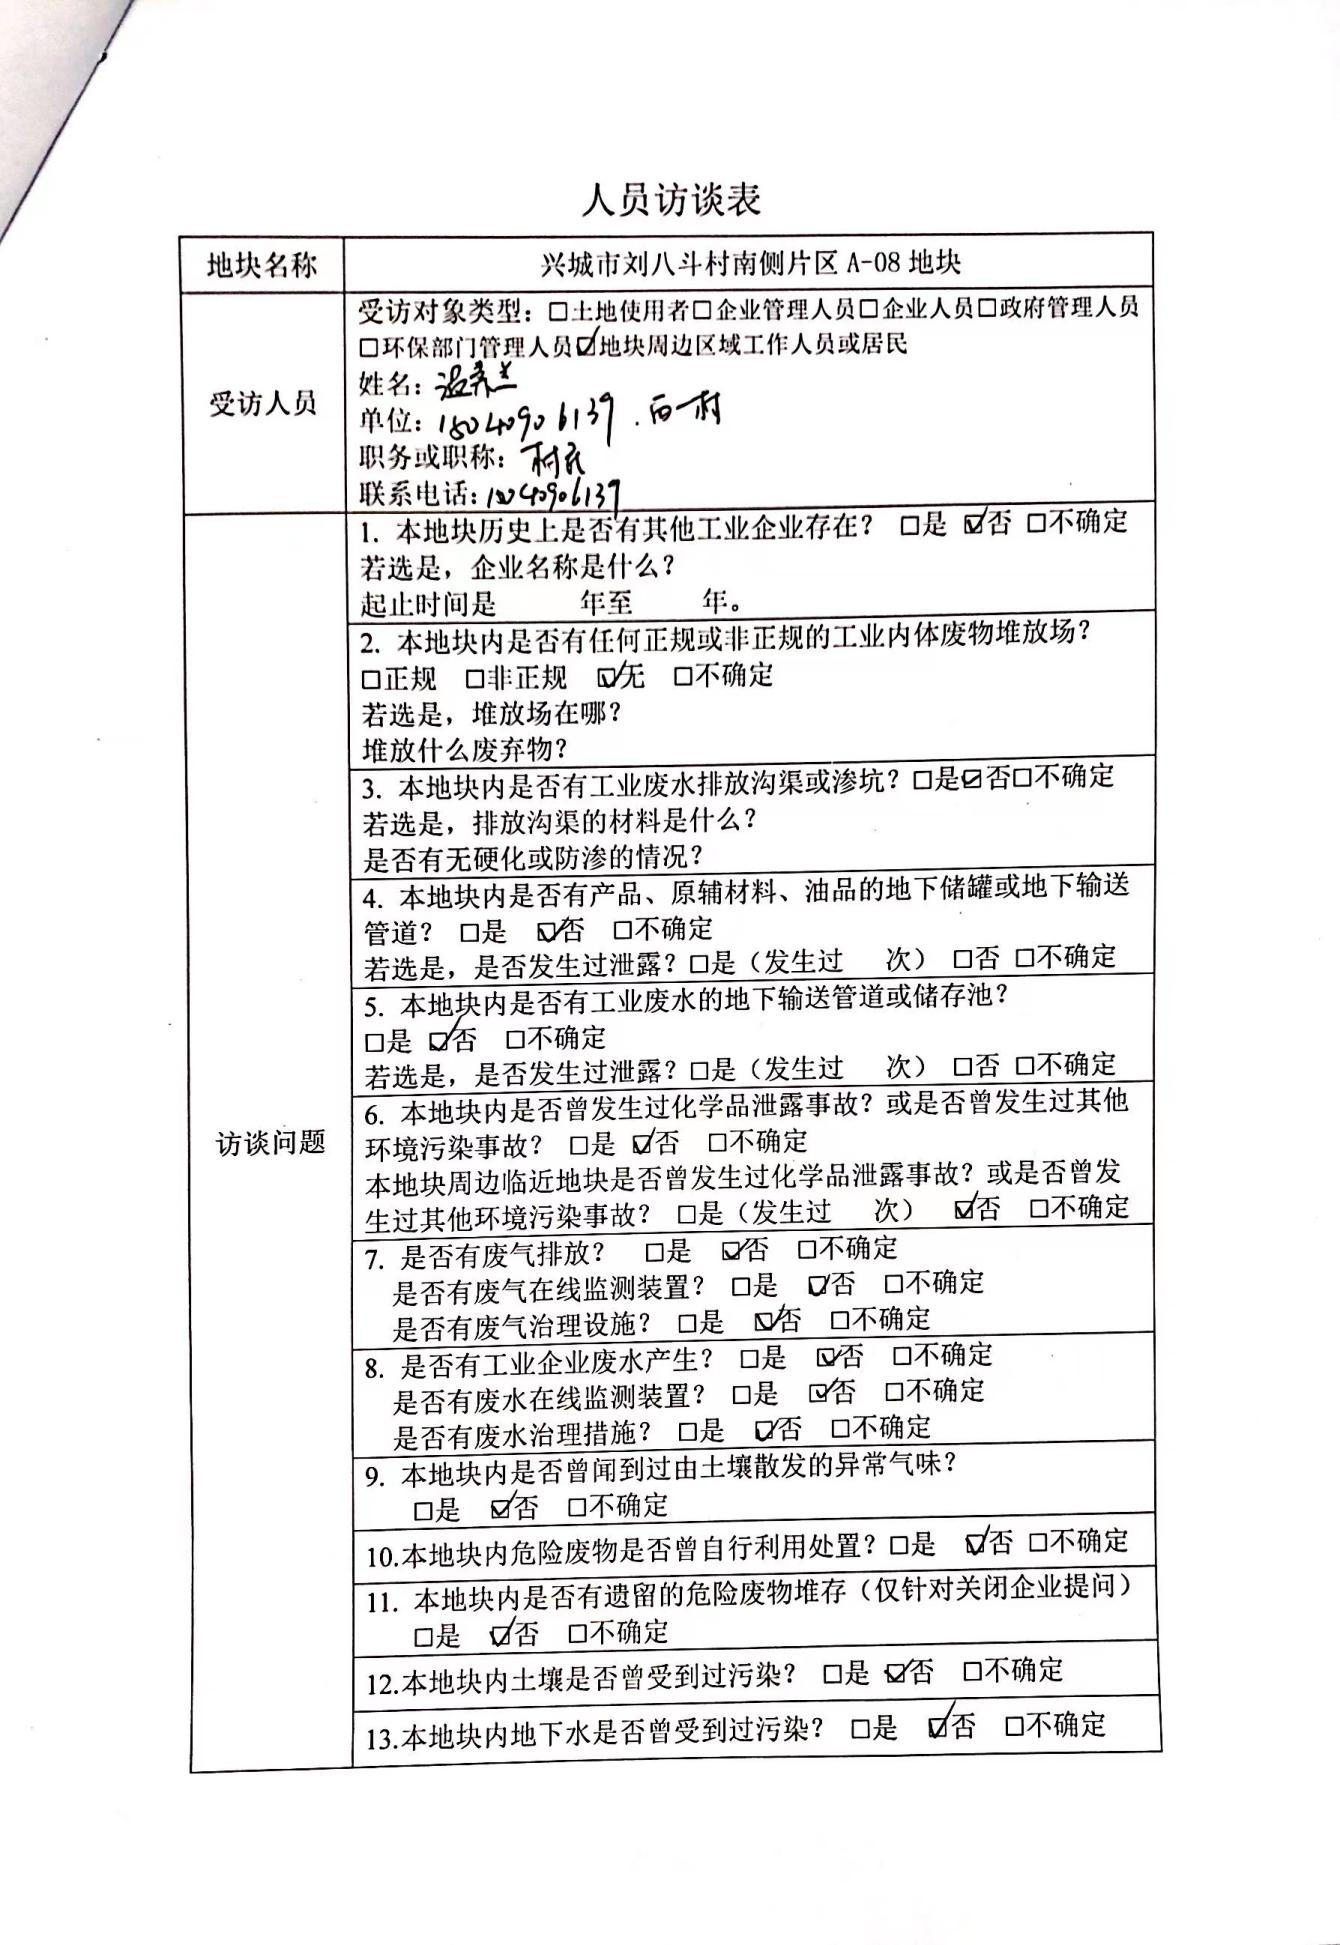 人员访谈表
地块名称
兴城市刘八斗村南侧片区 A-08 地块
受访人员
受访对象类型：□土地使用者□企业管理人员□企业人员□政府管理人员
□环保部门管理人员☑地块周边区域工作人员或居民
姓名：
单位：18040906139 . 西一村
职务或职称：村民
联系电话：18040906139
访谈问题
1. 本地块历史上是否有其他工业企业存在？ □是 ☑否 □不确定
若选是，企业名称是什么？
起止时间是 年至 年。
2. 本地块内是否有任何正规或非正规的工业内体废物堆放场？
□正规 □非正规 ☑无 □不确定
若选是，堆放场在哪？
堆放什么废弃物？
3. 本地块内是否有工业废水排放沟渠或渗坑？□是☑否□不确定
若选是，排放沟渠的材料是什么？
是否有无硬化或防渗的情况？
4. 本地块内是否有产品、原辅材料、油品的地下储罐或地下输送
管道？ □是 ☑否 □不确定
若选是，是否发生过泄露？□是（发生过 次） □否 □不确定
5. 本地块内是否有工业废水的地下输送管道或储存池？
□是 ☑否 □不确定
若选是，是否发生过泄露？□是（发生过 次） □否 □不确定
6. 本地块内是否曾发生过化学品泄露事故？或是否曾发生过其他
环境污染事故？ □是 ☑否 □不确定
本地块周边临近地块是否曾发生过化学品泄露事故？或是否曾发
生过其他环境污染事故？ □是（发生过 次） ☑否 □不确定
7. 是否有废气排放？ □是 ☑否 □不确定
是否有废气在线监测装置？ □是 ☑否 □不确定
是否有废气治理设施？ □是 ☑否 □不确定
8. 是否有工业企业废水产生？ □是 ☑否 □不确定
是否有废水在线监测装置？ □是 ☑否 □不确定
是否有废水治理措施？ □是 ☑否 □不确定
9. 本地块内是否曾闻到过由土壤散发的异常气味？
□是 ☑否 □不确定
10.本地块内危险废物是否曾自行利用处置？□是 ☑否 □不确定
11. 本地块内是否有遗留的危险废物堆存（仅针对关闭企业提问）
□是 ☑否 □不确定
12.本地块内土壤是否曾受到过污染？ □是 ☑否 □不确定
13.本地块内地下水是否曾受到过污染？ □是 ☑否 □不确定